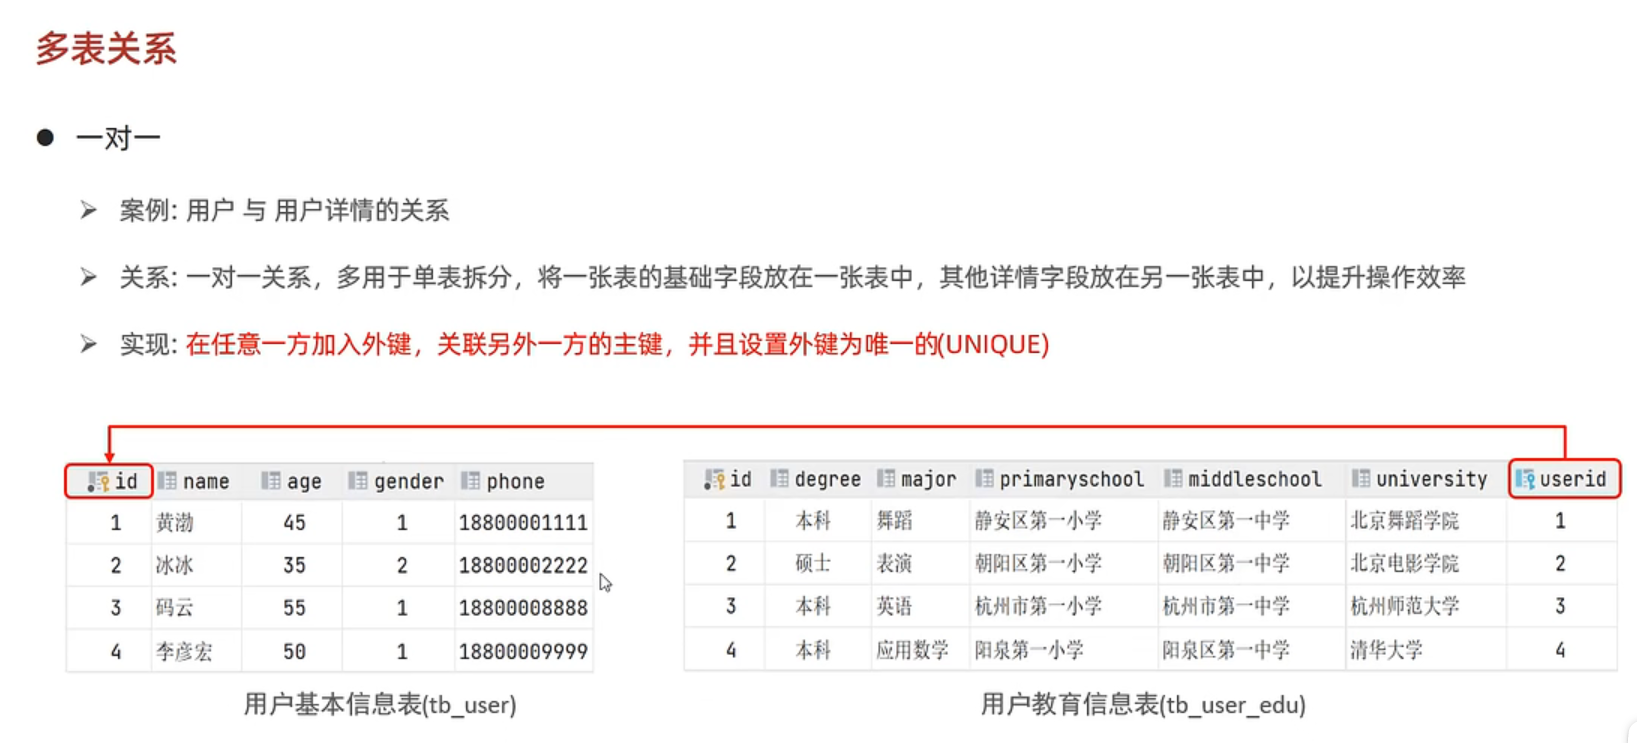 多表关系
● 一对一
➢ 案例: 用户 与 用户详情的关系
➢ 关系: 一对一关系，多用于单表拆分，将一张表的基础字段放在一张表中，其他详情字段放在另一张表中，以提升操作效率
➢ 实现: 在任意一方加入外键，关联另外一方的主键，并且设置外键为唯一的(UNIQUE)
id name age gender phone
1 黄渤 45 1 18800001111
2 冰冰 35 2 18800002222
3 码云 55 1 18800008888
4 李彦宏 50 1 18800009999
用户基本信息表(tb_user)
id degree major primaryschool middleschool university userid
1 本科 舞蹈 静安区第一小学 静安区第一中学 北京舞蹈学院 1
2 硕士 表演 朝阳区第一小学 朝阳区第一中学 北京电影学院 2
3 本科 英语 杭州市第一小学 杭州市第一中学 杭州师范大学 3
4 本科 应用数学 阳泉第一小学 阳泉区第一中学 清华大学 4
用户教育信息表(tb_user_edu)